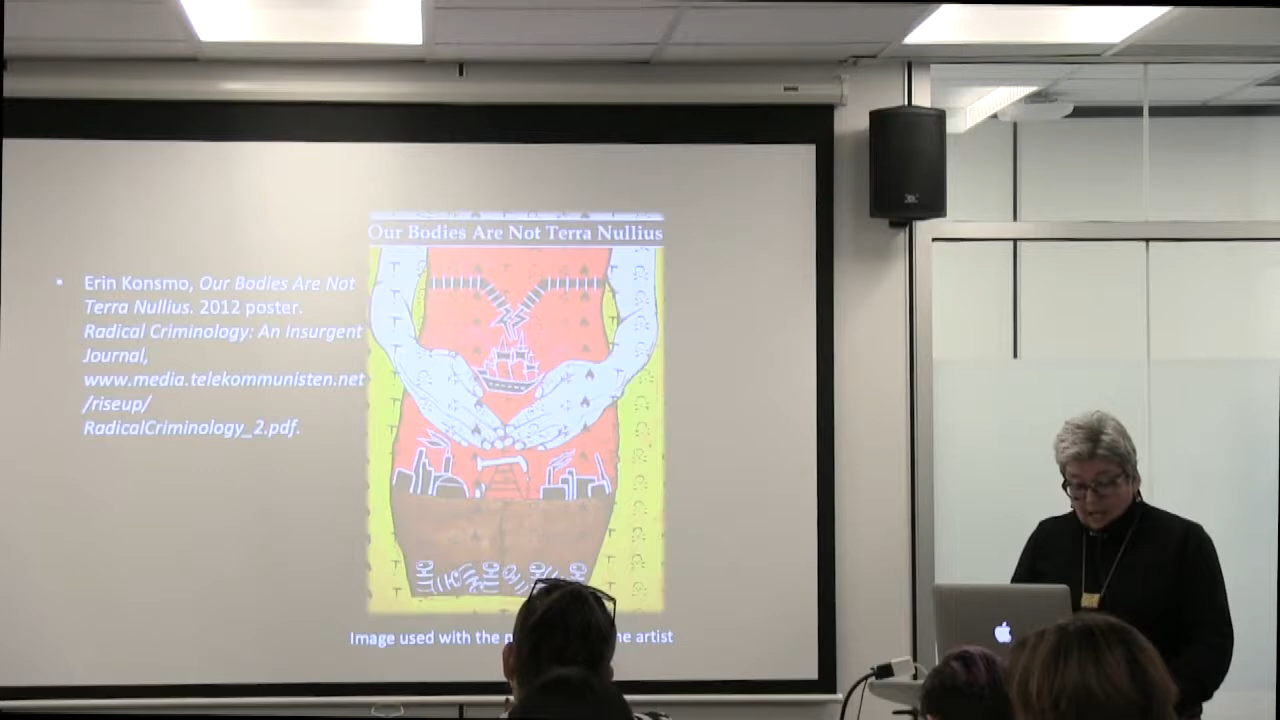 Our Bodies Are Not Terra Nullius
• Erin Konsmo, Our Bodies Are Not
Terra Nullius. 2012 poster.
Radical Criminology: An Insurgent
Journal,
www.media.telekommunisten.net
/riseup/
RadicalCriminology_2.pdf.
Image used with the artist